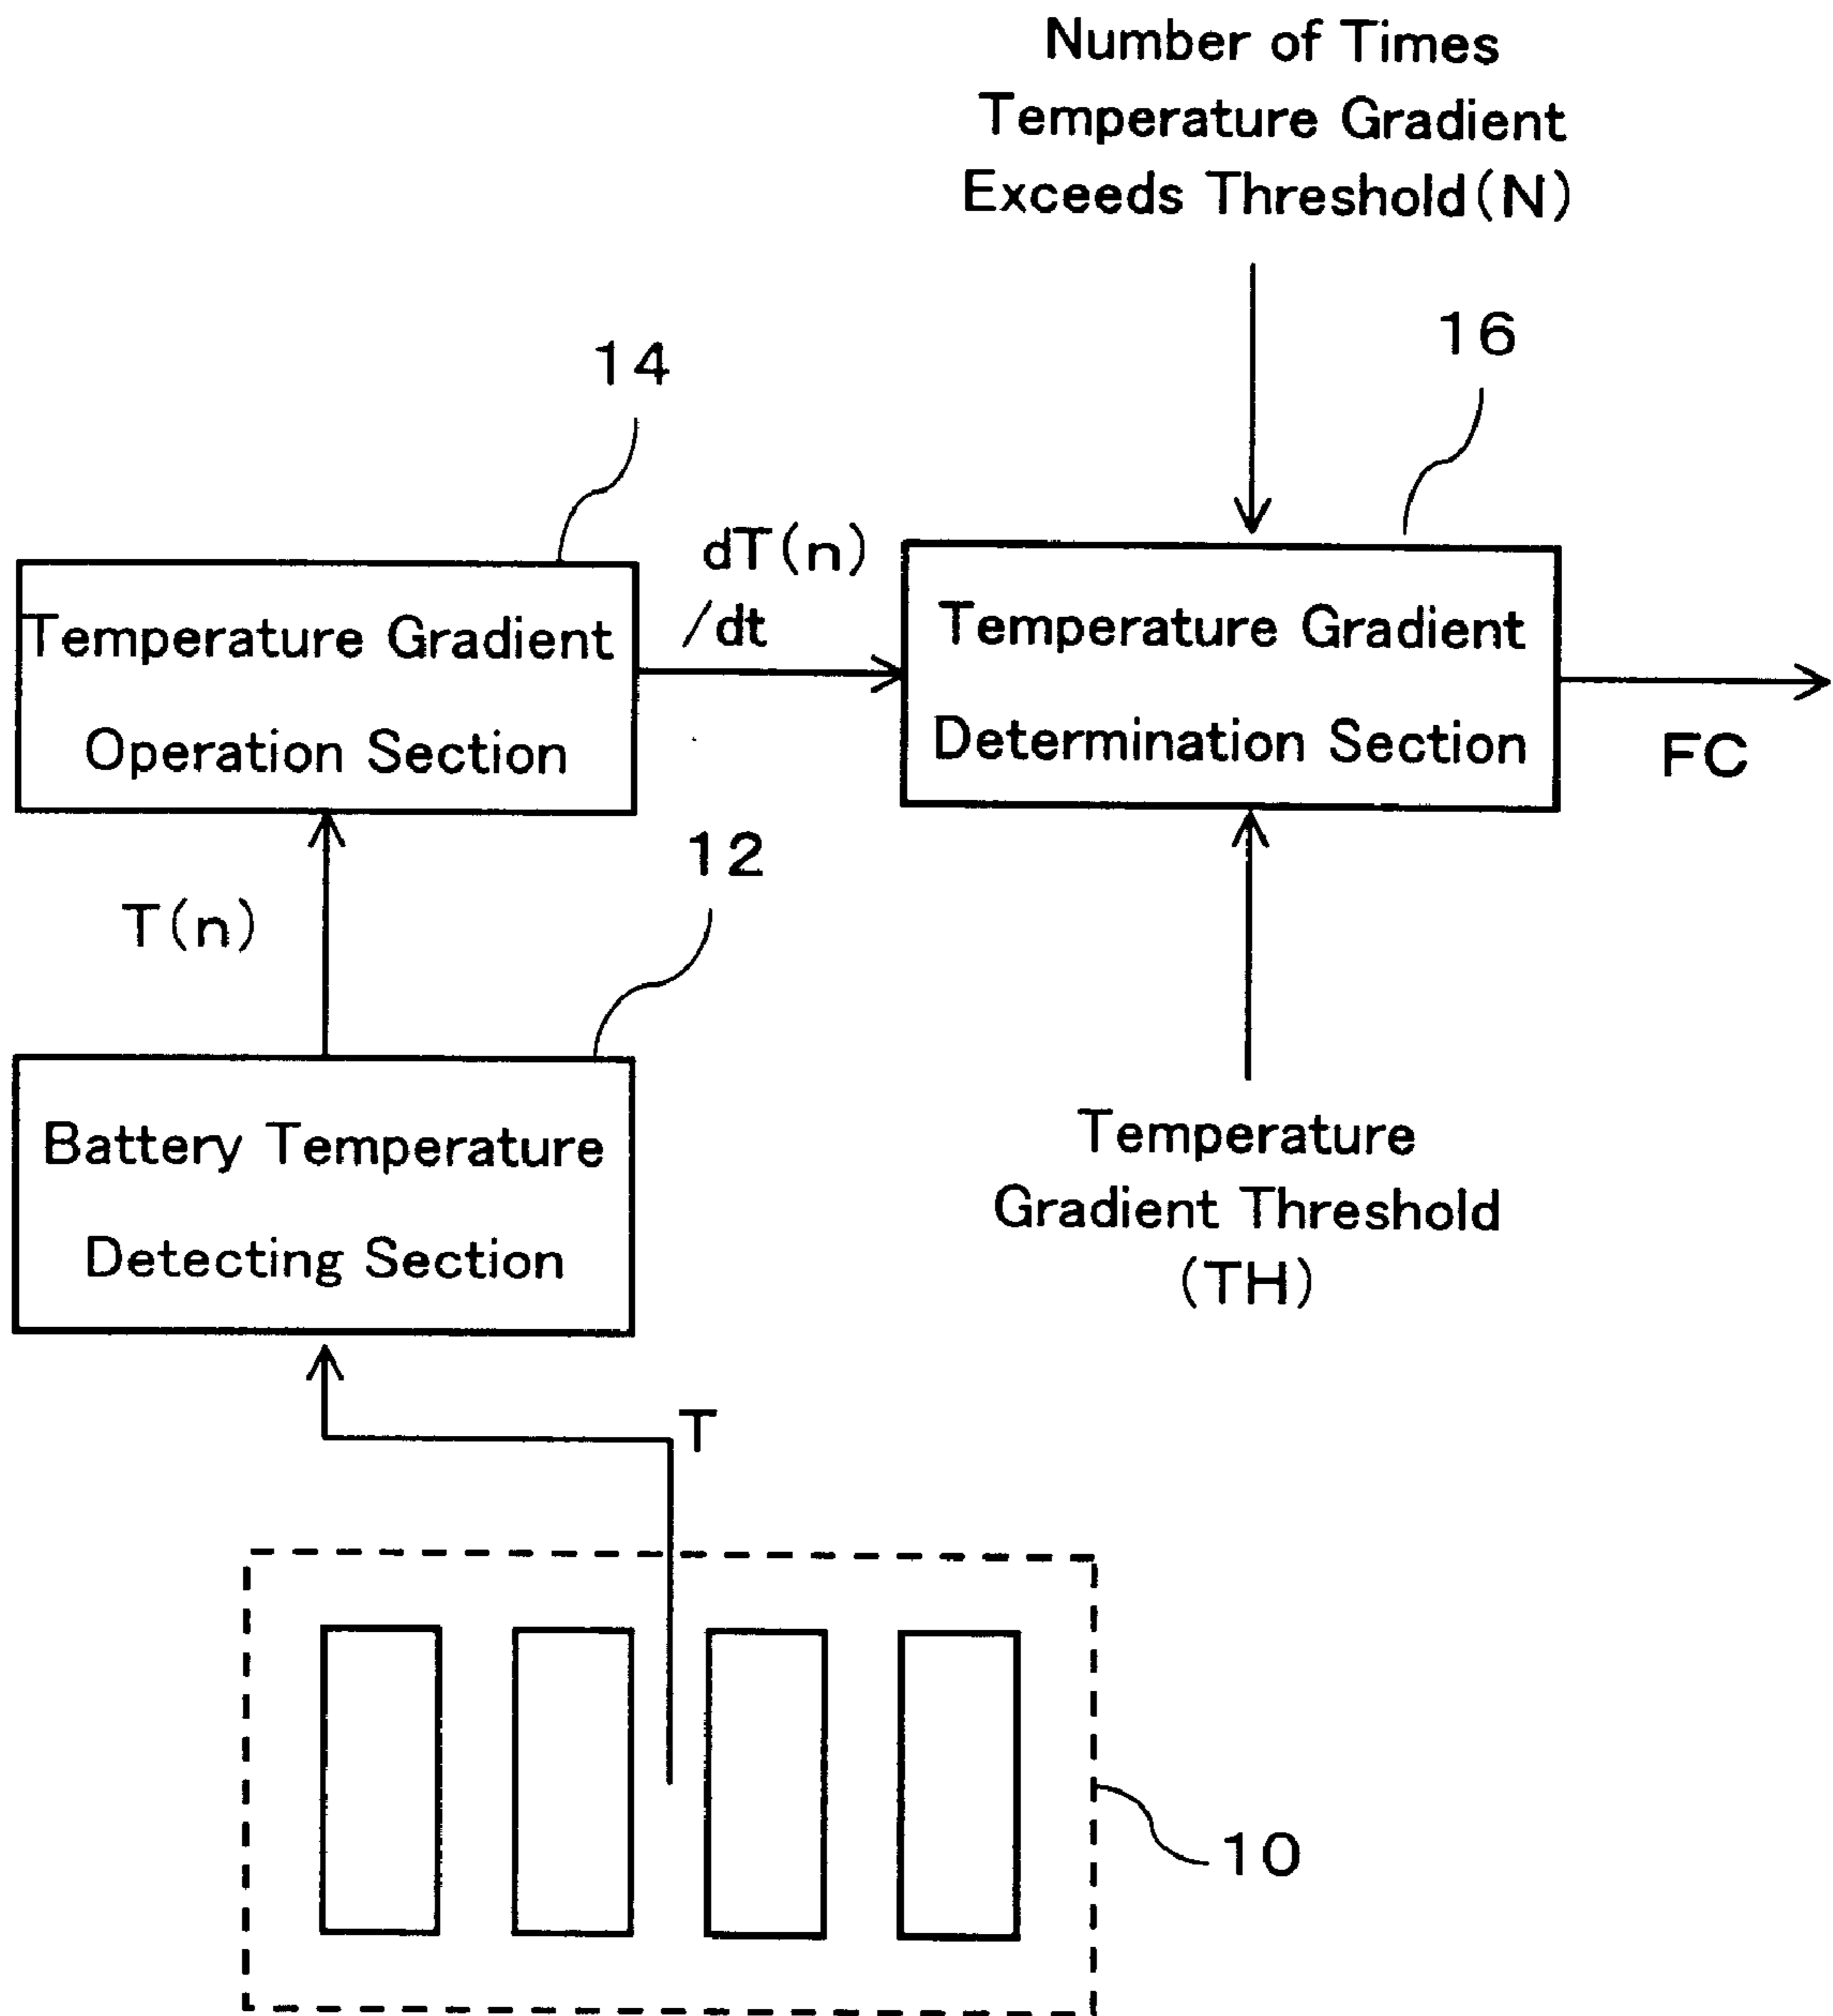 Number of Times
Temperature Gradient
Exceeds Threshold(N)
16
14
dT(n)
/dt
Temperature Gradient
Operation Section
Temperature Gradient
Determination Section
FC
12
T(n)
Battery Temperature
Detecting Section
Temperature
Gradient Threshold
(TH)
T
10